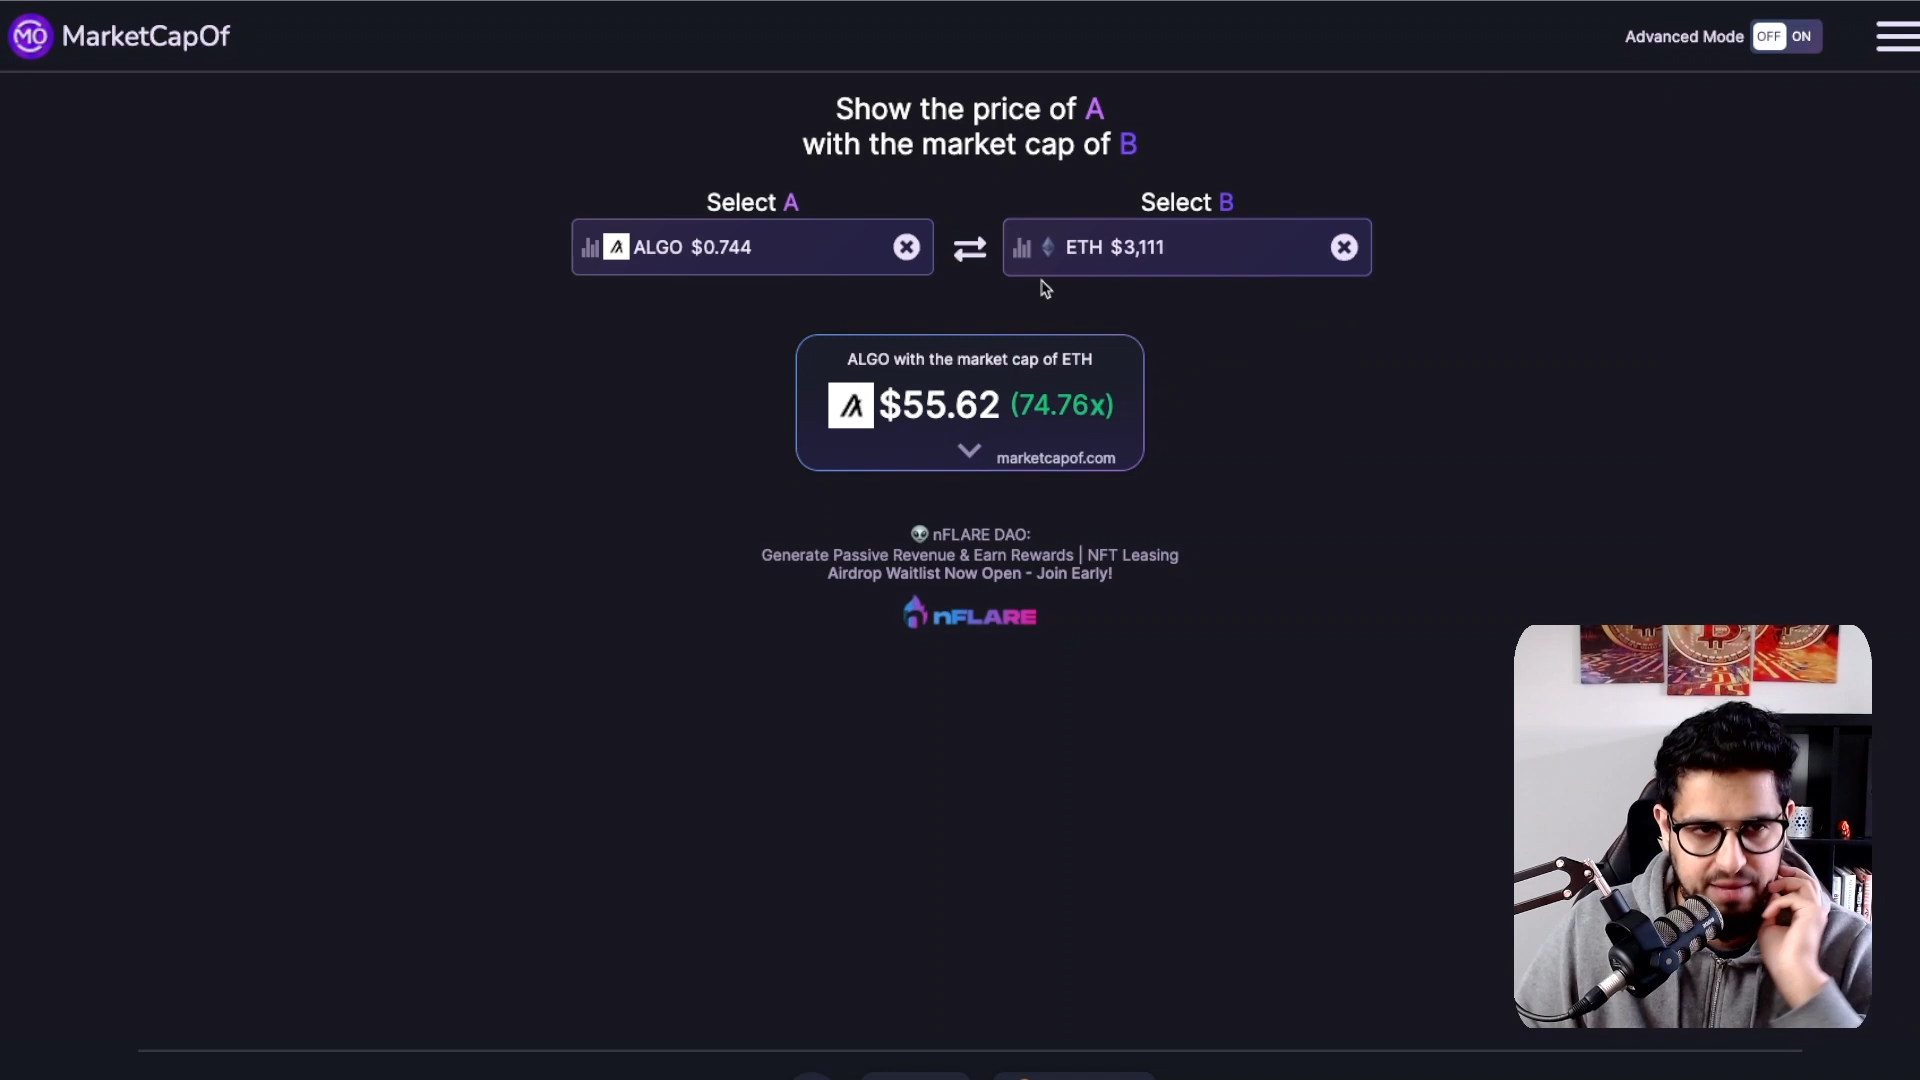 MO MarketCapOf
Advanced Mode OFF ON
Show the price of A
with the market cap of B
Select A
Select B
ALGO $0.744
ETH $3,111
ALGO with the market cap of ETH
$55.62 (74.76x)
marketcapof.com
👽 nFLARE DAO:
Generate Passive Revenue & Earn Rewards | NFT Leasing
Airdrop Waitlist Now Open - Join Early!
nFLARE